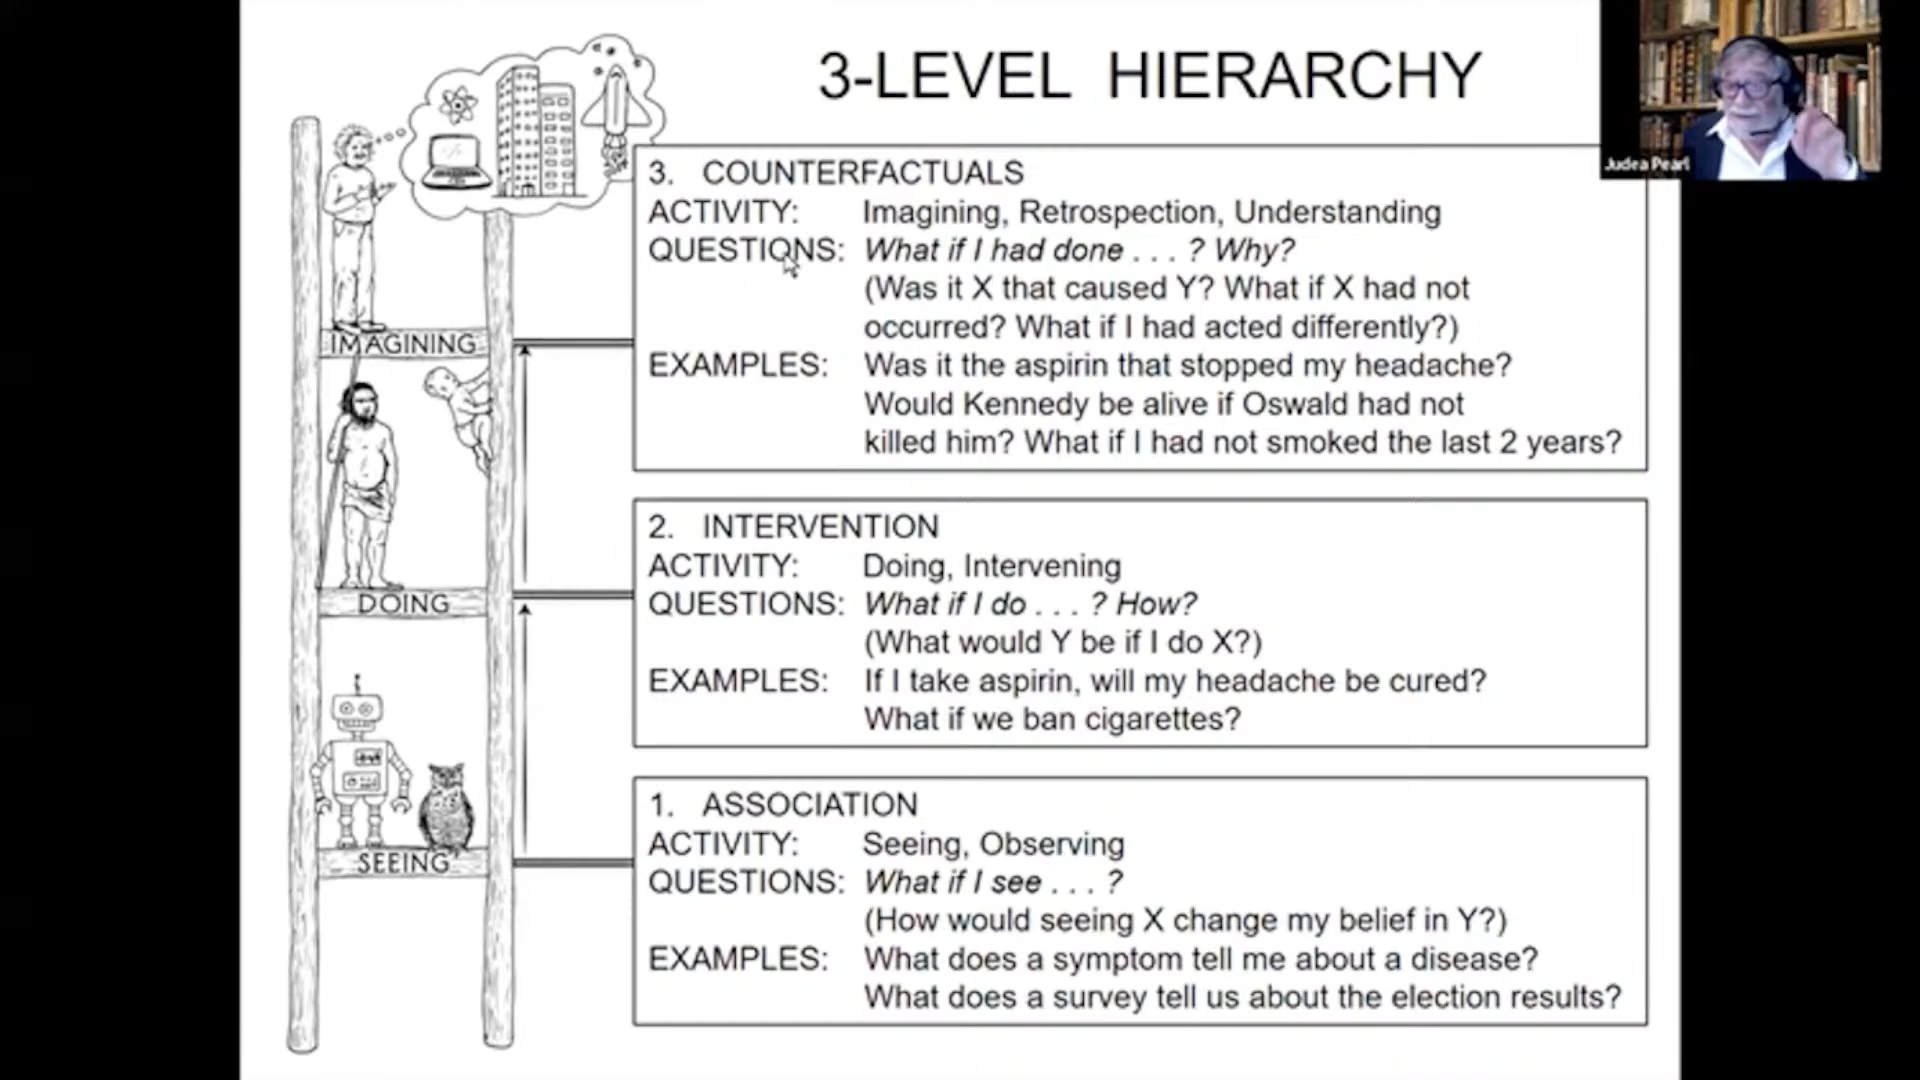 3-LEVEL HIERARCHY
Judea Pearl
3. COUNTERFACTUALS
ACTIVITY: Imagining, Retrospection, Understanding
QUESTIONS: What if I had done . . . ? Why?
(Was it X that caused Y? What if X had not
occurred? What if I had acted differently?)
EXAMPLES: Was it the aspirin that stopped my headache?
Would Kennedy be alive if Oswald had not
killed him? What if I had not smoked the last 2 years?
IMAGINING
2. INTERVENTION
ACTIVITY: Doing, Intervening
QUESTIONS: What if I do . . . ? How?
(What would Y be if I do X?)
EXAMPLES: If I take aspirin, will my headache be cured?
What if we ban cigarettes?
DOING
1. ASSOCIATION
ACTIVITY: Seeing, Observing
QUESTIONS: What if I see . . . ?
(How would seeing X change my belief in Y?)
EXAMPLES: What does a symptom tell me about a disease?
What does a survey tell us about the election results?
SEEING